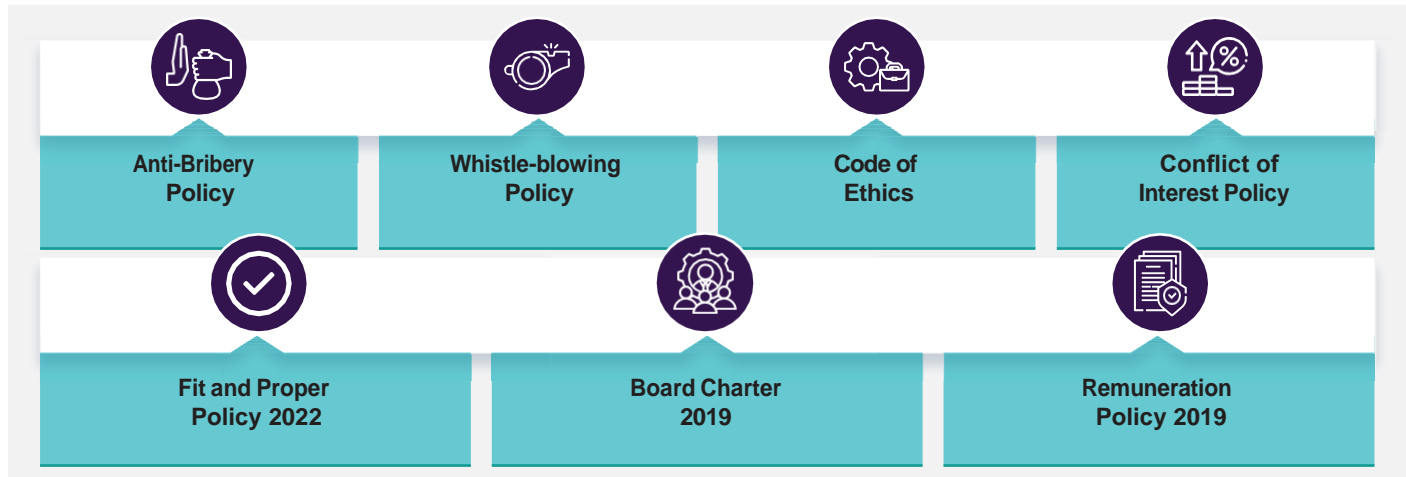 Anti-Bribery
Policy
Whistle-blowing
Policy
Code of
Ethics
Conflict of
Interest Policy
Fit and Proper
Policy 2022
Board Charter
2019
Remuneration
Policy 2019